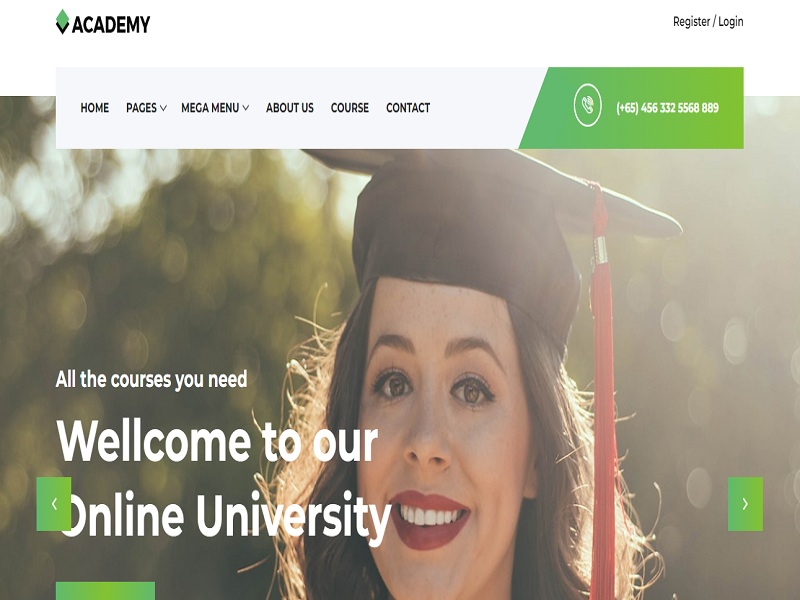 ACADEMY
Register / Login
HOME PAGES MEGA MENU ABOUT US COURSE CONTACT
(+65) 456 332 5568 889
All the courses you need
Wellcome to our
Online University